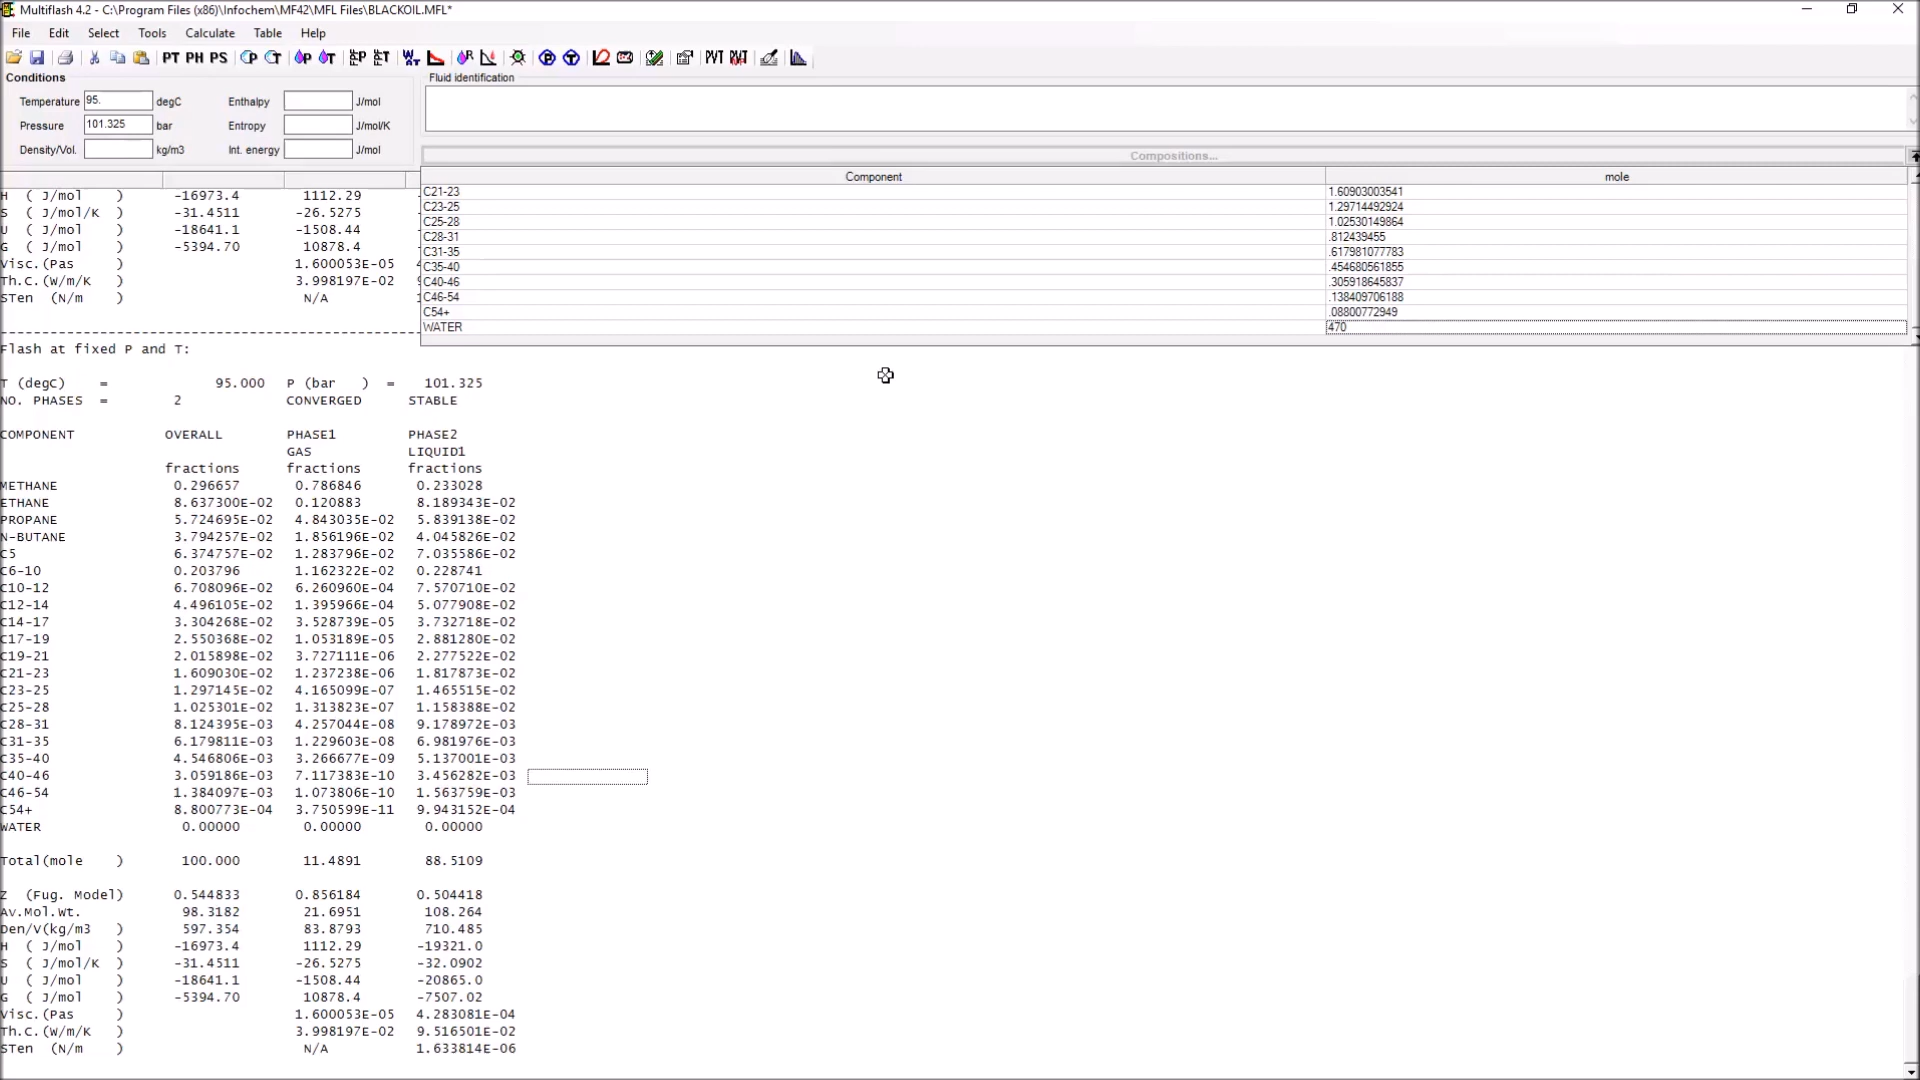 Multiflash 4.2 - C:\Program Files (x86)\Infochem\MF42\MFL Files\BLACKOIL.MFL*
File Edit Select Tools Calculate Table Help
PT PH PS
Conditions
Fluid identification
Temperature 95. degC Enthalpy J/mol
Pressure 101.325 bar Entropy J/mol/K
Density/Vol. kg/m3 Int. energy J/mol
Compositions...
Component mole
C21-23 1.60903003541
C23-25 1.29714492924
C25-28 1.02530149864
C28-31 .812439455
C31-35 .617981077783
C35-40 .454680561855
C40-46 .305918645837
C46-54 .138409706188
C54+ .08800772949
WATER 470
H ( J/mol ) -16973.4 1112.29
S ( J/mol/K ) -31.4511 -26.5275
U ( J/mol ) -18641.1 -1508.44
G ( J/mol ) -5394.70 10878.4
Visc.(Pas ) 1.600053E-05
Th.C.(W/m/K ) 3.998197E-02
STen (N/m ) N/A
Flash at fixed P and T:
T (degC) = 95.000 P (bar ) = 101.325
NO. PHASES = 2 CONVERGED STABLE
COMPONENT OVERALL PHASE1 PHASE2
GAS LIQUID1
fractions fractions fractions
METHANE 0.296657 0.786846 0.233028
ETHANE 8.637300E-02 0.120883 8.189343E-02
PROPANE 5.724695E-02 4.843035E-02 5.839138E-02
N-BUTANE 3.794257E-02 1.856196E-02 4.045826E-02
C5 6.374757E-02 1.283796E-02 7.035586E-02
C6-10 0.203796 1.162322E-02 0.228741
C10-12 6.708096E-02 6.260960E-04 7.570710E-02
C12-14 4.496105E-02 1.395966E-04 5.077908E-02
C14-17 3.304268E-02 3.528739E-05 3.732718E-02
C17-19 2.550368E-02 1.053189E-05 2.881280E-02
C19-21 2.015898E-02 3.727111E-06 2.277522E-02
C21-23 1.609030E-02 1.237238E-06 1.817873E-02
C23-25 1.297145E-02 4.165099E-07 1.465515E-02
C25-28 1.025301E-02 1.313823E-07 1.158388E-02
C28-31 8.124395E-03 4.257044E-08 9.178972E-03
C31-35 6.179811E-03 1.229603E-08 6.981976E-03
C35-40 4.546806E-03 3.266677E-09 5.137001E-03
C40-46 3.059186E-03 7.117383E-10 3.456282E-03
C46-54 1.384097E-03 1.073806E-10 1.563759E-03
C54+ 8.800773E-04 3.750599E-11 9.943152E-04
WATER 0.00000 0.00000 0.00000
Total(mole ) 100.000 11.4891 88.5109
Z (Fug. Model) 0.544833 0.856184 0.504418
Av.Mol.Wt. 98.3182 21.6951 108.264
Den/V(kg/m3 ) 597.354 83.8793 710.485
H ( J/mol ) -16973.4 1112.29 -19321.0
S ( J/mol/K ) -31.4511 -26.5275 -32.0902
U ( J/mol ) -18641.1 -1508.44 -20865.0
G ( J/mol ) -5394.70 10878.4 -7507.02
Visc.(Pas ) 1.600053E-05 4.283081E-04
Th.C.(W/m/K ) 3.998197E-02 9.516501E-02
STen (N/m ) N/A 1.633814E-06